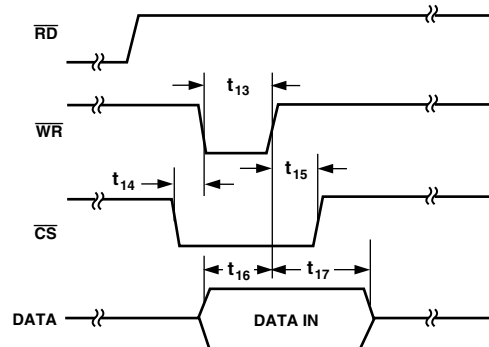 RD
t13
WR
t14
t15
CS
t16
t17
DATA
DATA IN